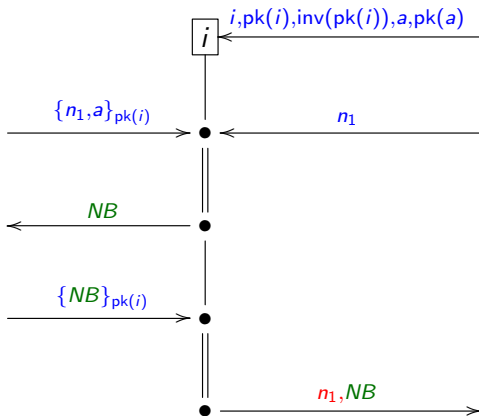 i,pk(i),inv(pk(i)),a,pk(a)
i
{n₁,a}pk(i)
n₁
NB
{NB}pk(i)
n₁,NB